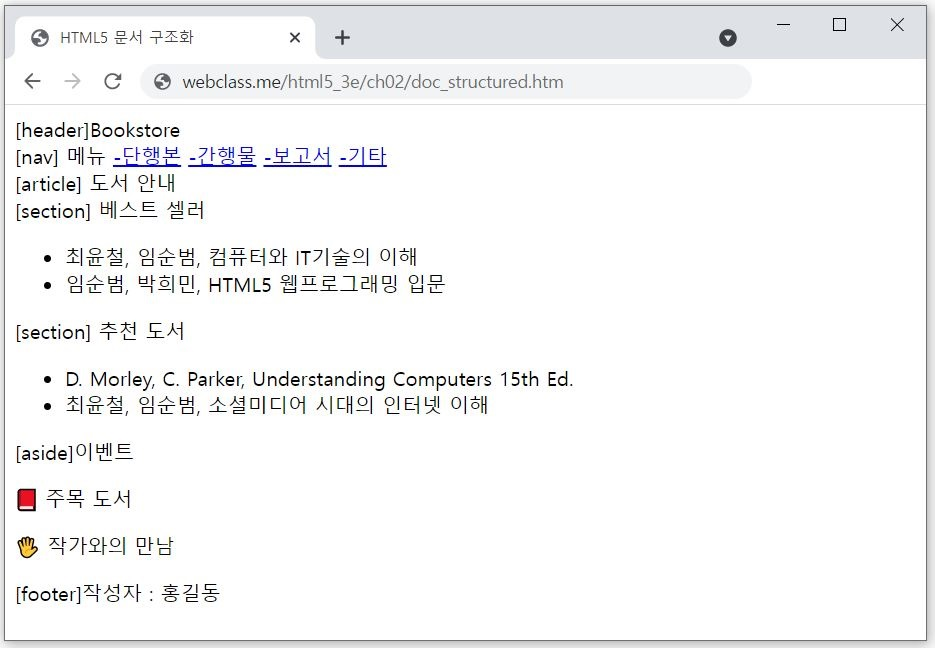 HTML5 문서 구조화
webclass.me/html5_3e/ch02/doc_structured.htm
[header]Bookstore
[nav] 메뉴 -단행본 -간행물 -보고서 -기타
[article] 도서 안내
[section] 베스트 셀러
최윤철, 임순범, 컴퓨터와 IT기술의 이해
임순범, 박희민, HTML5 웹프로그래밍 입문
[section] 추천 도서
D. Morley, C. Parker, Understanding Computers 15th Ed.
최윤철, 임순범, 소셜미디어 시대의 인터넷 이해
[aside]이벤트
📕 주목 도서
👋 작가와의 만남
[footer]작성자 : 홍길동